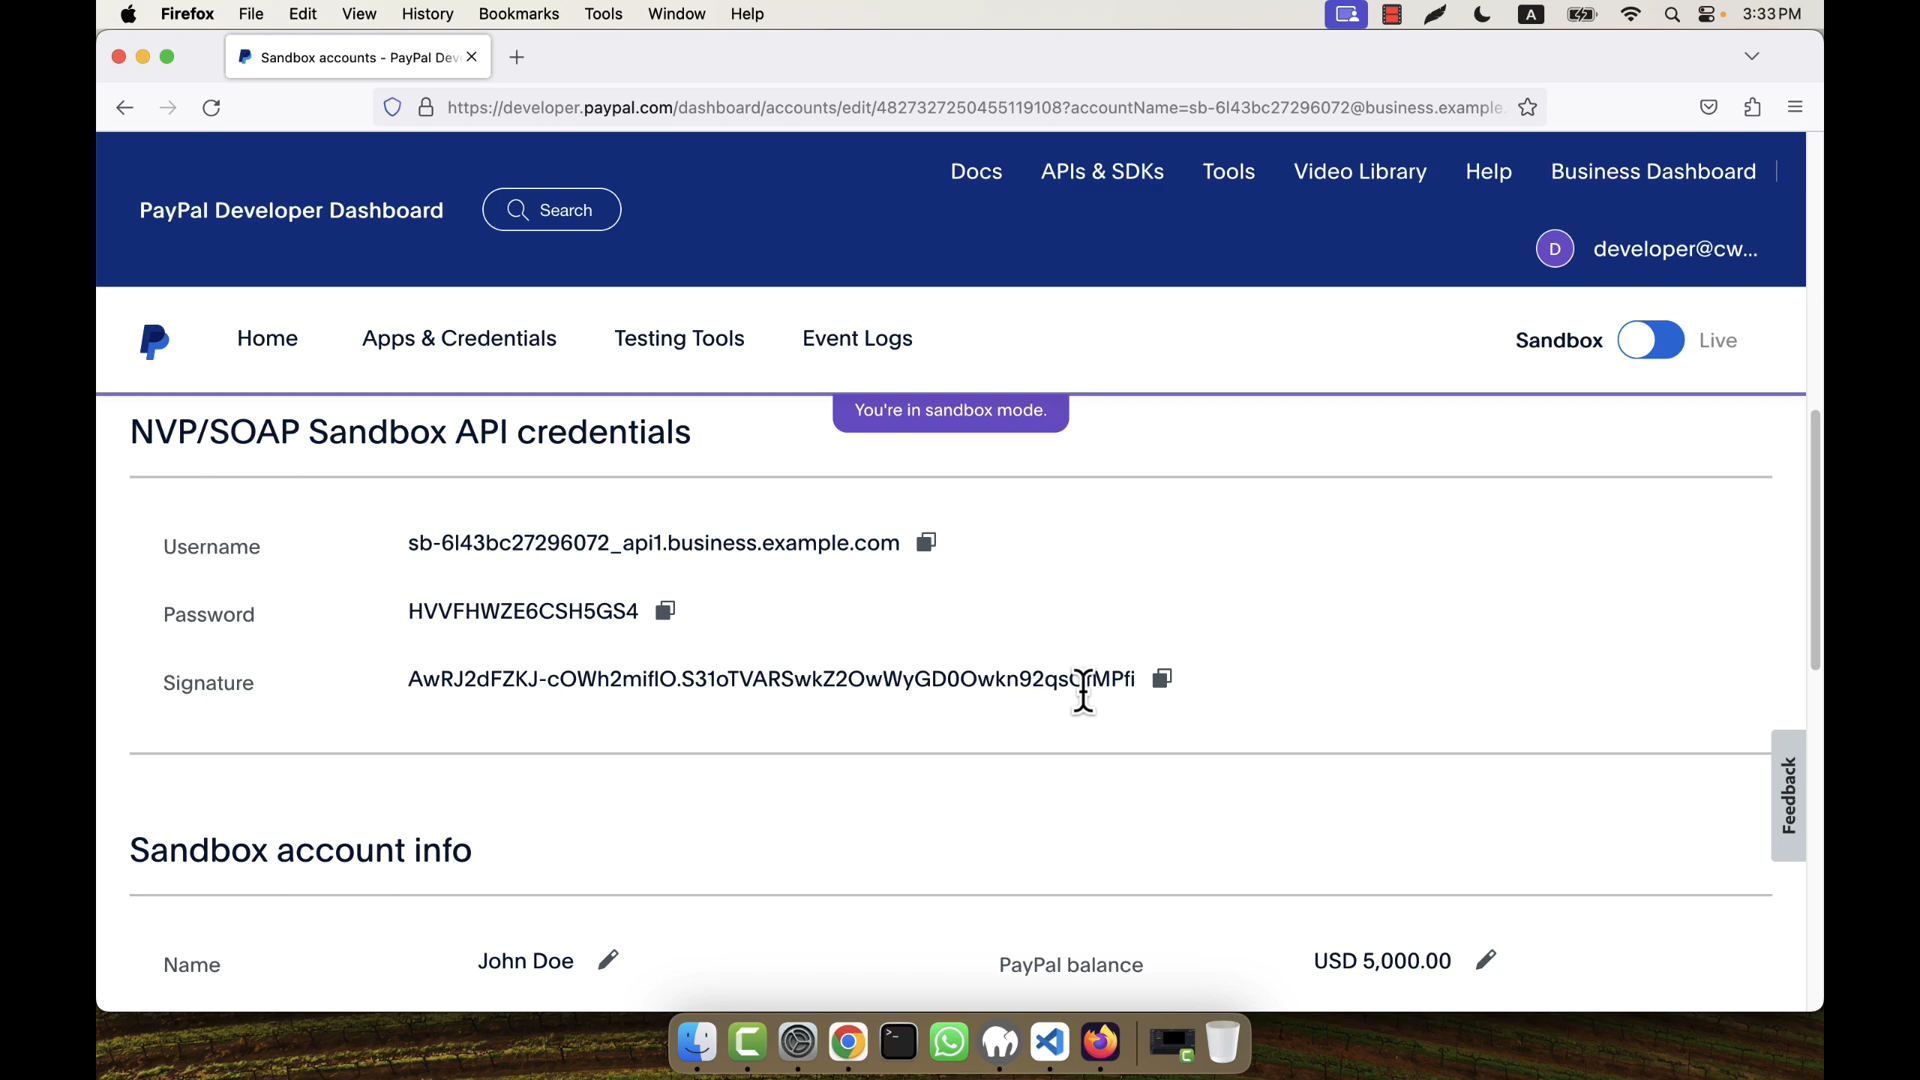 Firefox File Edit View History Bookmarks Tools Window Help A 3:33 PM
Sandbox accounts - PayPal Dev
https://developer.paypal.com/dashboard/accounts/edit/4827327250455119108?accountName=sb-6l43bc27296072@business.example.
Docs APIs & SDKs Tools Video Library Help Business Dashboard
PayPal Developer Dashboard Search
D developer@cw...
Home Apps & Credentials Testing Tools Event Logs Sandbox Live
You're in sandbox mode.
NVP/SOAP Sandbox API credentials
Username sb-6l43bc27296072_api1.business.example.com
Password HVVFHWZE6CSH5GS4
Signature
Feedback
Sandbox account info
Name John Doe PayPal balance USD 5,000.00